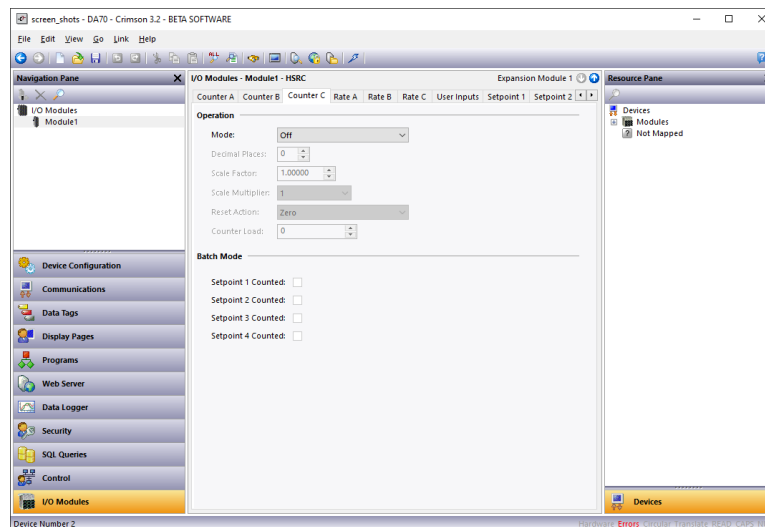 screen_shots - DA70 - Crimson 3.2 - BETA SOFTWARE
File Edit View Go Link Help
Navigation Pane
I/O Modules
Module1
Device Configuration
Communications
Data Tags
Display Pages
Programs
Web Server
Data Logger
Security
SQL Queries
Control
I/O Modules
I/O Modules - Module1 - HSRC Expansion Module 1
Counter A Counter B Counter C Rate A Rate B Rate C User Inputs Setpoint 1 Setpoint 2
Operation
Mode: Off
Decimal Places: 0
Scale Factor: 1.00000
Scale Multiplier: 1
Reset Action: Zero
Counter Load: 0
Batch Mode
Setpoint 1 Counted:
Setpoint 2 Counted:
Setpoint 3 Counted:
Setpoint 4 Counted:
Resource Pane
Devices
Modules
Not Mapped
Devices
Device Number 2
Hardware Errors Circular Translate READ CAPS